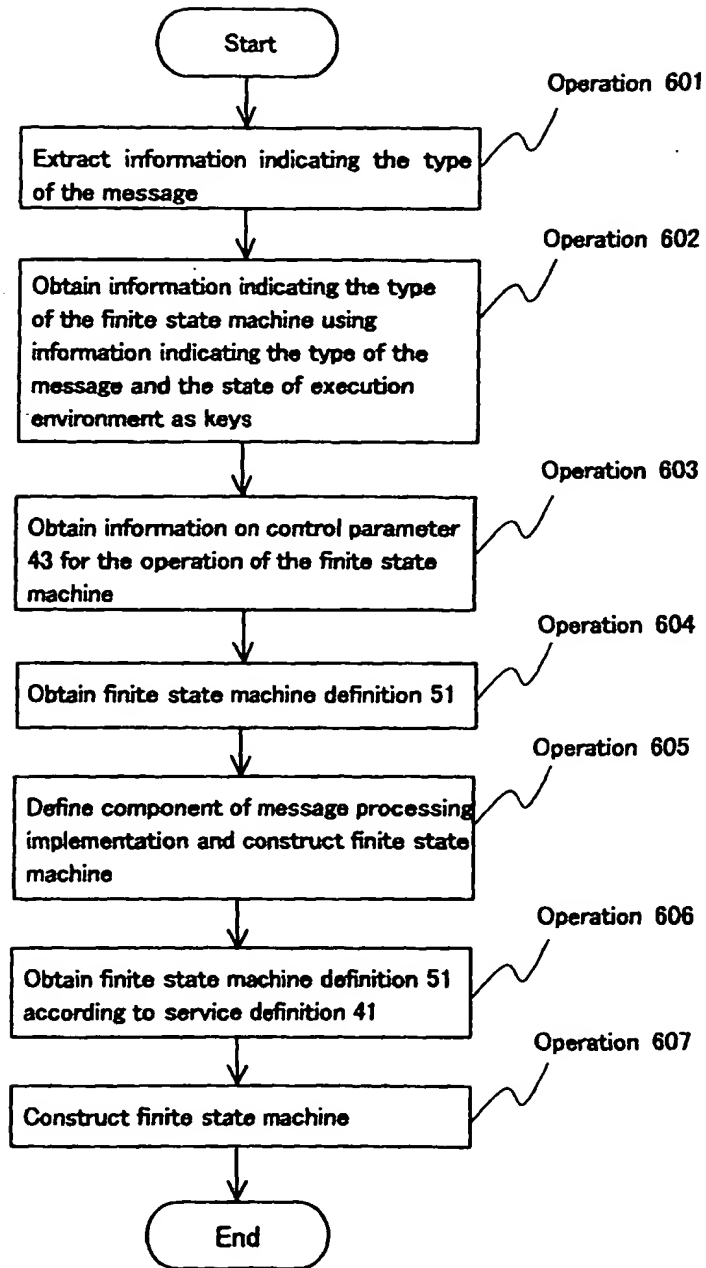 Start
Operation 601
Extract information indicating the type
of the message
Operation 602
Obtain information indicating the type
of the finite state machine using
information indicating the type of the
message and the state of execution
environment as keys
Operation 603
Obtain information on control parameter
43 for the operation of the finite state
machine
Operation 604
Obtain finite state machine definition 51
Operation 605
Define component of message processing
implementation and construct finite state
machine
Operation 606
Obtain finite state machine definition 51
according to service definition 41
Operation 607
Construct finite state machine
End